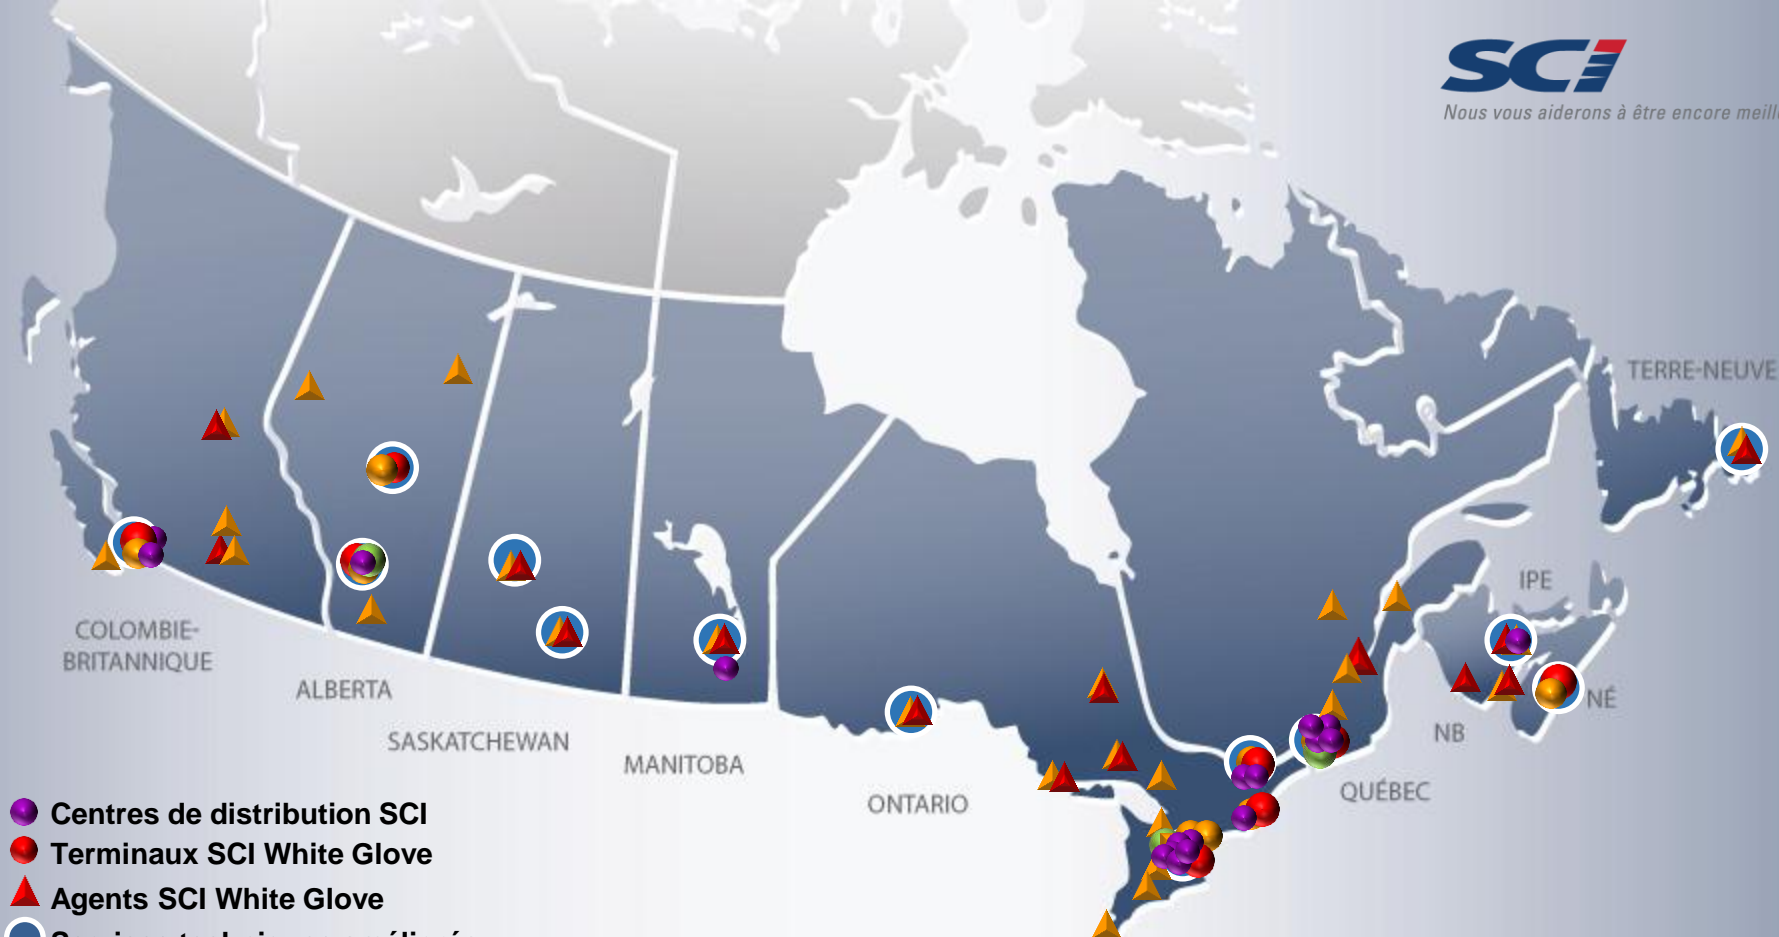 SCI
Nous vous aiderons à être encore
TERRE-NEUVE
IPE
COLOMBIE-
BRITANNIQUE
ALBERTA
NÉ
SASKATCHEWAN
NB
MANITOBA
ONTARIO
QUÉBEC
Centres de distribution SCI
Terminaux SCI White Glove
Agents SCI White Glove